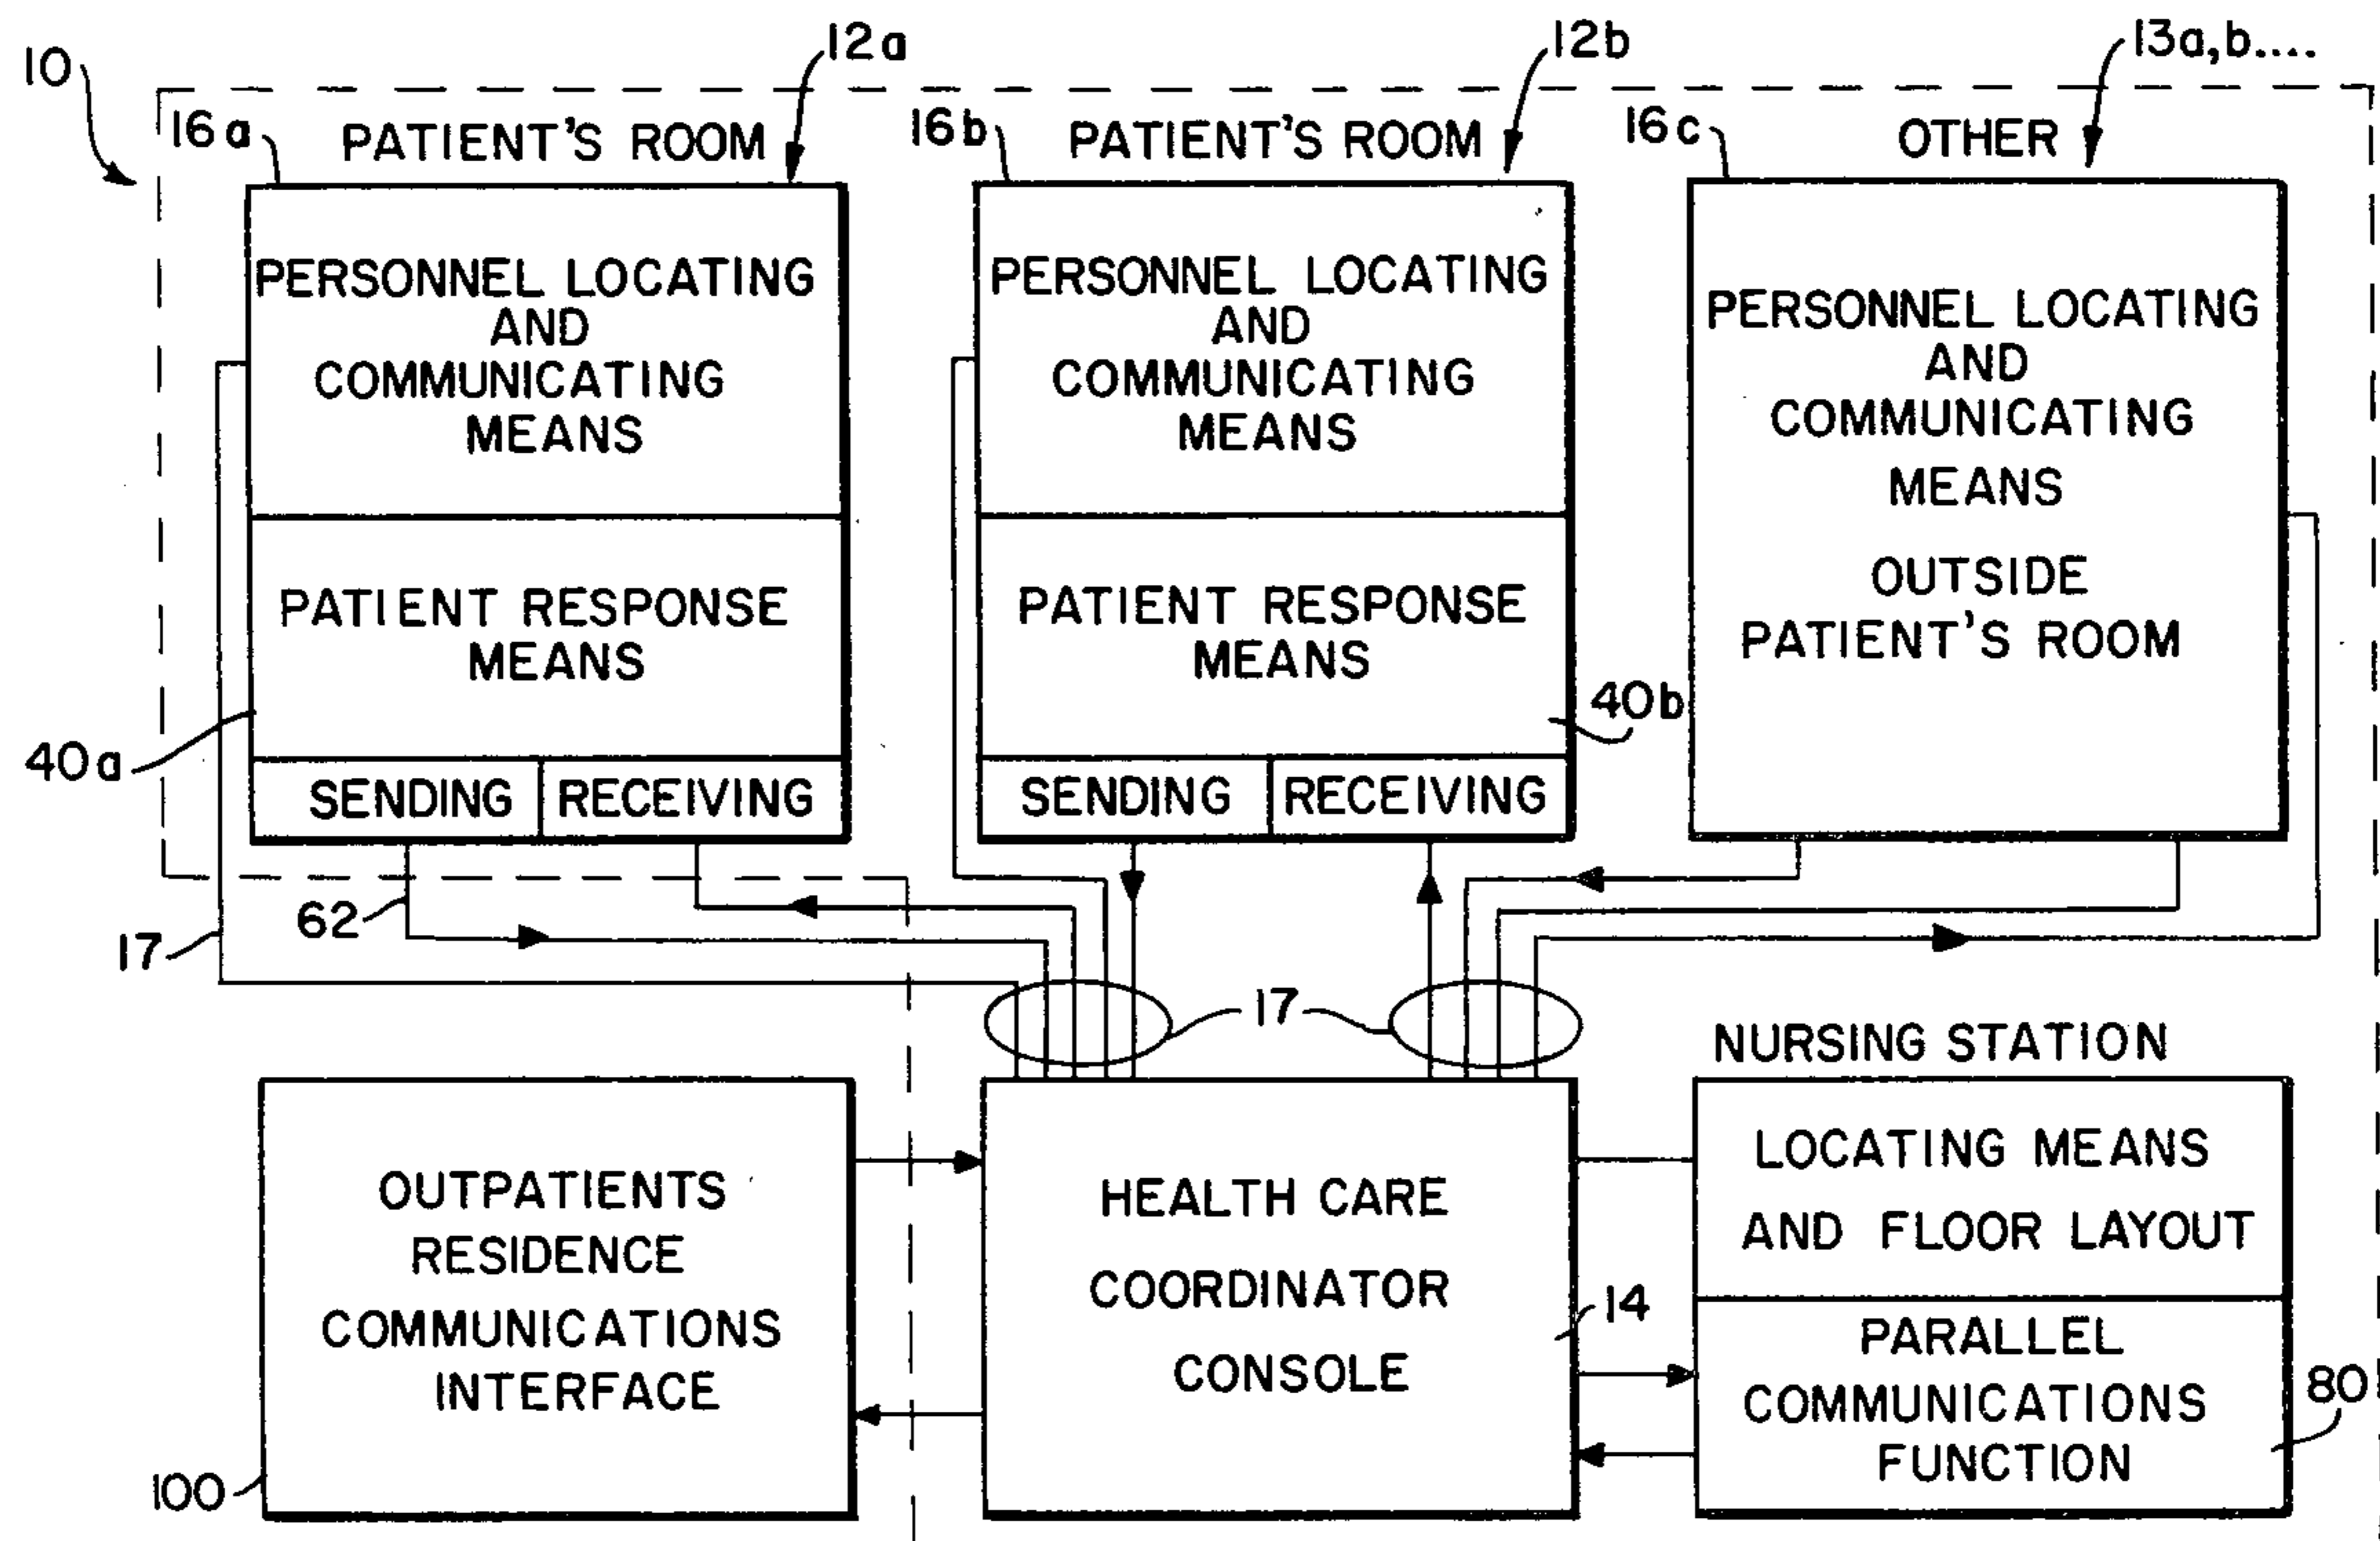 10
12a
12b
13a,b....
16a
PATIENT'S ROOM
16b
PATIENT'S ROOM
16c
OTHER
PERSONNEL LOCATING
AND
COMMUNICATING
MEANS
PATIENT RESPONSE
MEANS
40a
SENDING
RECEIVING
PERSONNEL LOCATING
AND
COMMUNICATING
MEANS
PATIENT RESPONSE
MEANS
40b
SENDING
RECEIVING
PERSONNEL LOCATING
AND
COMMUNICATING
MEANS
OUTSIDE
PATIENT'S ROOM
62
17
17
NURSING STATION
OUTPATIENTS
RESIDENCE
COMMUNICATIONS
INTERFACE
100
HEALTH CARE
COORDINATOR
CONSOLE
14
LOCATING MEANS
AND FLOOR LAYOUT
PARALLEL
COMMUNICATIONS
FUNCTION
80